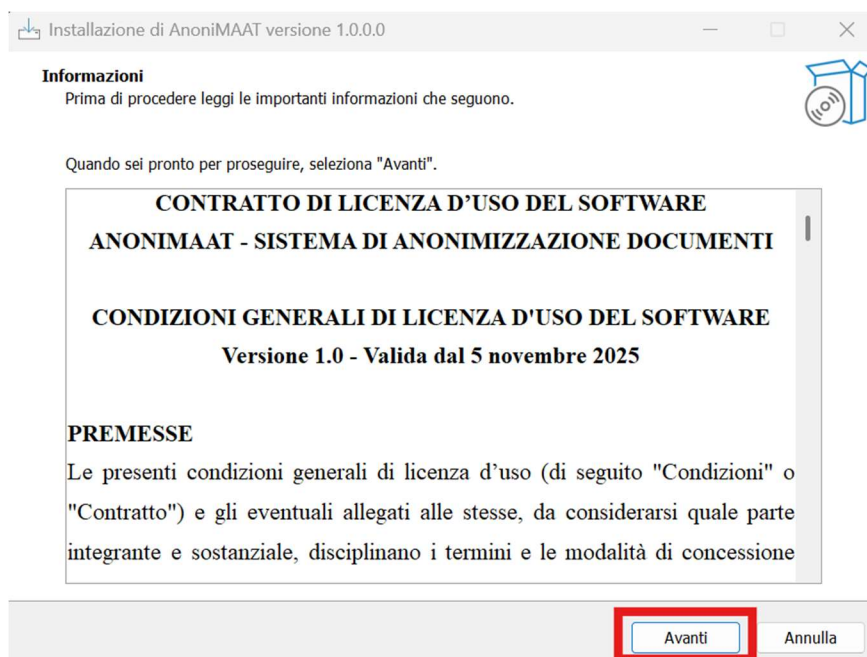 Installazione di AnoniMAAT versione 1.0.0.0
Informazioni
Prima di procedere leggi le importanti informazioni che seguono.
Quando sei pronto per proseguire, seleziona "Avanti".
CONTRATTO DI LICENZA D’USO DEL SOFTWARE
ANONIMAAT - SISTEMA DI ANONIMIZZAZIONE DOCUMENTI
CONDIZIONI GENERALI DI LICENZA D'USO DEL SOFTWARE
Versione 1.0 - Valida dal 5 novembre 2025
PREMESSE
Le presenti condizioni generali di licenza d’uso (di seguito "Condizioni" o
"Contratto") e gli eventuali allegati alle stesse, da considerarsi quale parte
integrante e sostanziale, disciplinano i termini e le modalità di concessione
Avanti
Annulla